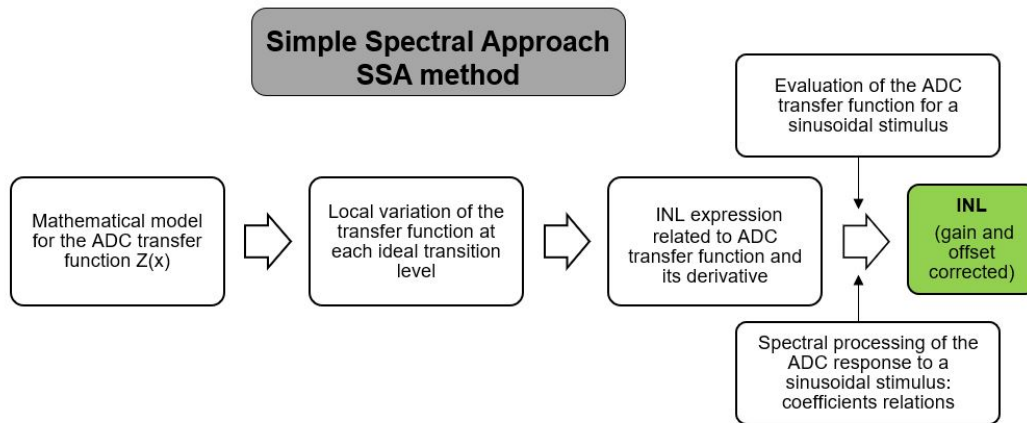 Simple Spectral Approach
SSA method
Evaluation of the ADC
transfer function for a
sinusoidal stimulus
Mathematical model
for the ADC transfer
function Z(x)
Local variation of the
transfer function at
each ideal transition
level
INL expression
related to ADC
transfer function and
its derivative
INL
(gain and
offset
corrected)
Spectral processing of the
ADC response to a
sinusoidal stimulus:
coefficients relations